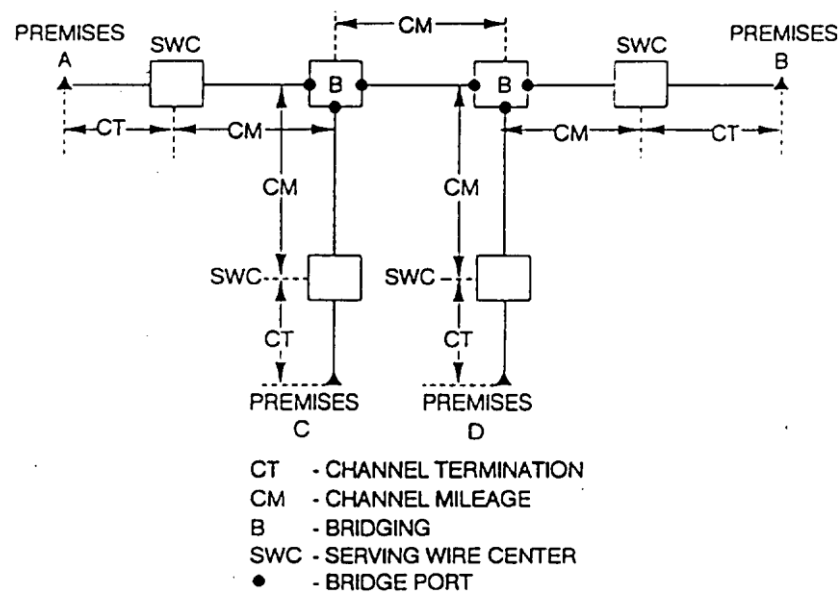 CM
PREMISES
A
SWC
SWC
PREMISES
B
B
B
CT
CM
CM
CT
CM
CM
SWC
SWC
CT
CT
PREMISES
C
PREMISES
D
CT - CHANNEL TERMINATION
CM - CHANNEL MILEAGE
B - BRIDGING
SWC - SERVING WIRE CENTER
● - BRIDGE PORT